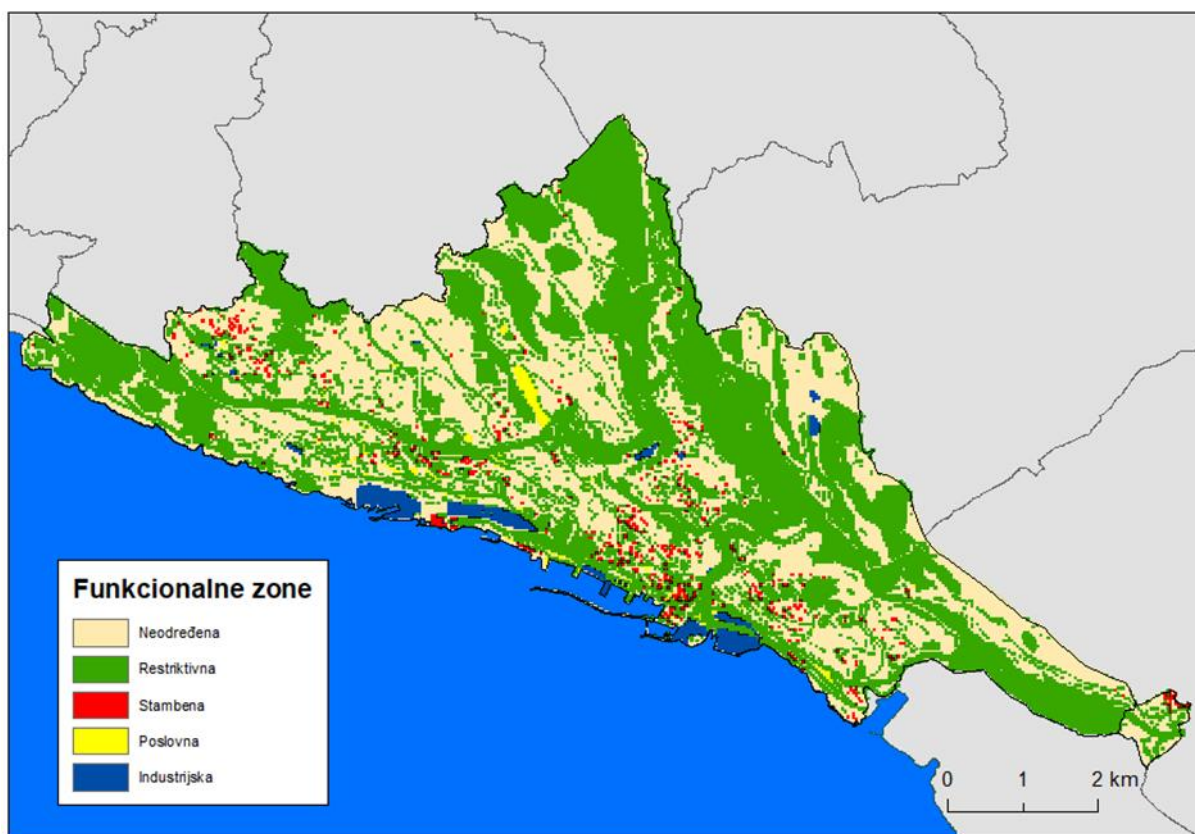 Funkcionalne zone
Neodređena
Restriktivna
Stambena
Poslovna
Industrijska
0 1 2 km